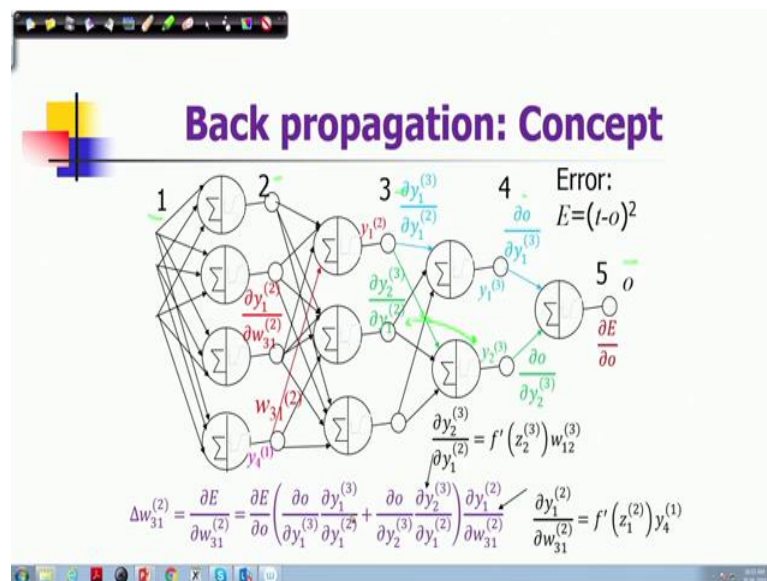 Back propagation: Concept
1
2
3
4
5
o
Error:
E=(t-o)²
∂y₁⁽³⁾/∂y₁⁽²⁾
∂o/∂y₁⁽³⁾
y₁⁽²⁾
y₁⁽³⁾
∂y₂⁽³⁾/∂y₁⁽²⁾
∂y₁⁽²⁾/∂w₃₁⁽²⁾
∂E/∂o
y₂⁽³⁾
∂o/∂y₂⁽³⁾
w₃₁⁽²⁾
y₄⁽¹⁾
∂y₂⁽³⁾/∂y₁⁽²⁾ = f′(z₂⁽³⁾)w₁₂⁽³⁾
Δw₃₁⁽²⁾ = ∂E/∂w₃₁⁽²⁾ = ∂E/∂o (∂o/∂y₁⁽³⁾ ∂y₁⁽³⁾/∂y₁⁽²⁾ + ∂o/∂y₂⁽³⁾ ∂y₂⁽³⁾/∂y₁⁽²⁾) ∂y₁⁽²⁾/∂w₃₁⁽²⁾
∂y₁⁽²⁾/∂w₃₁⁽²⁾ = f′(z₁⁽²⁾)y₄⁽¹⁾